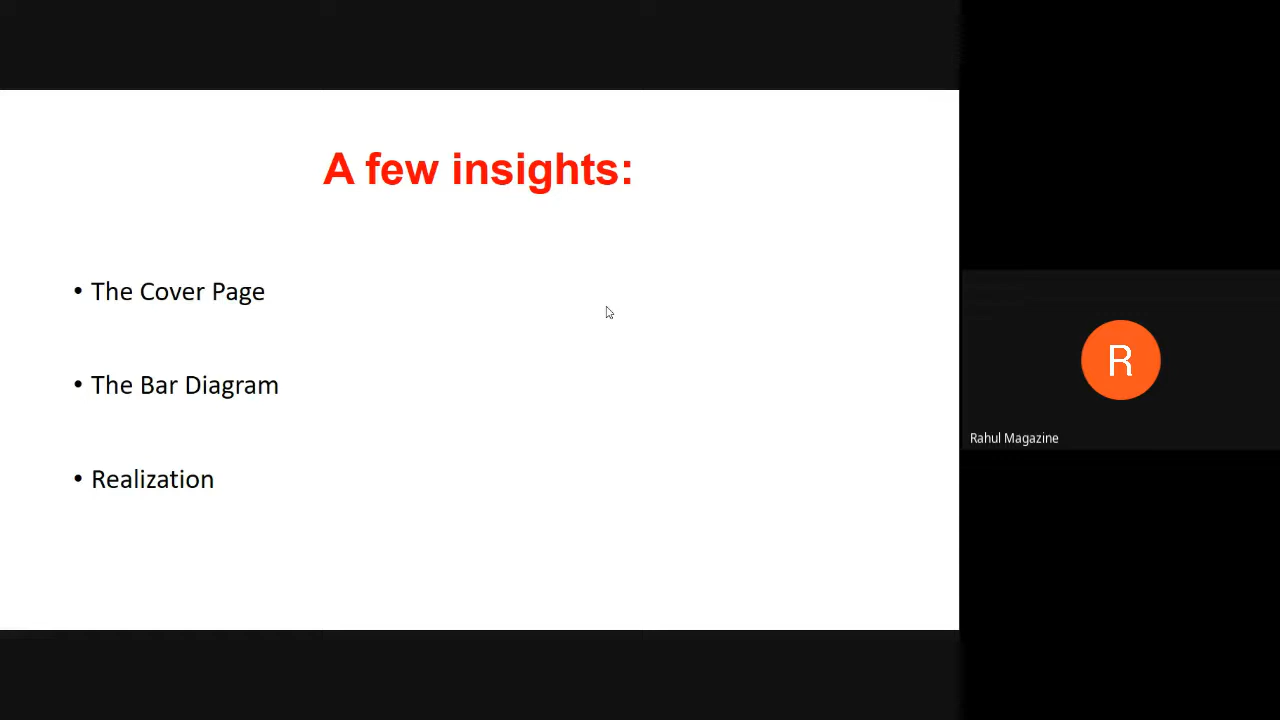 A few insights:
• The Cover Page
• The Bar Diagram
• Realization
R
Rahul Magazine